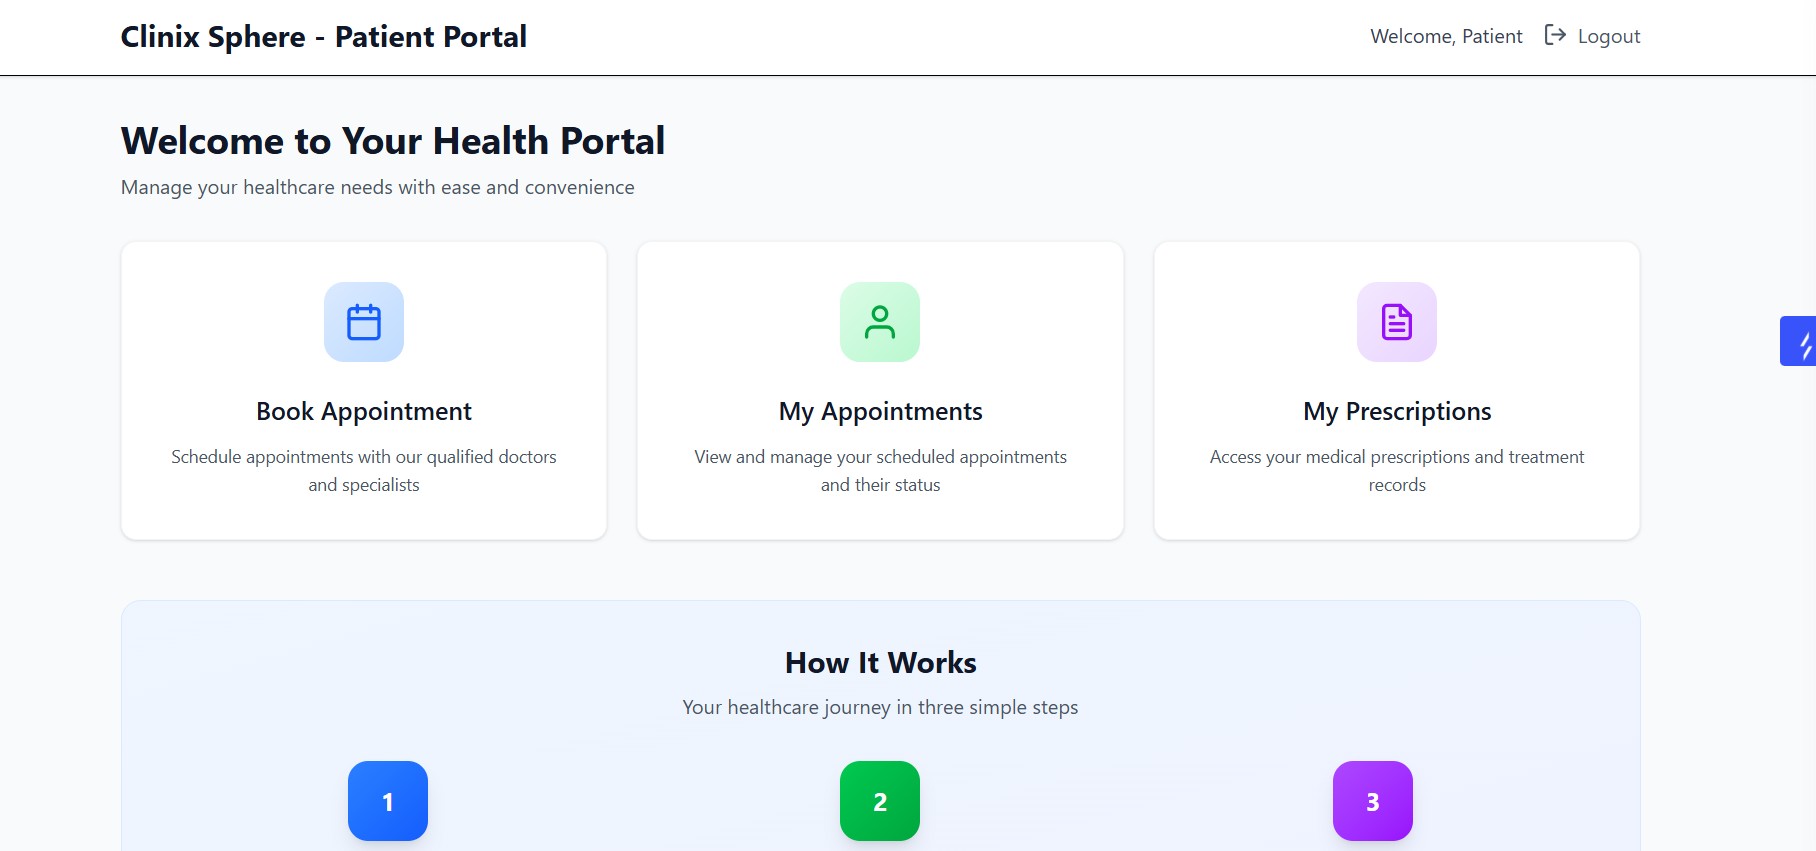 Clinix Sphere - Patient Portal
Welcome, Patient
Logout
Welcome to Your Health Portal
Manage your healthcare needs with ease and convenience
Book Appointment
Schedule appointments with our qualified doctors
and specialists
My Appointments
View and manage your scheduled appointments
and their status
My Prescriptions
Access your medical prescriptions and treatment
records
How It Works
Your healthcare journey in three simple steps
1
2
3